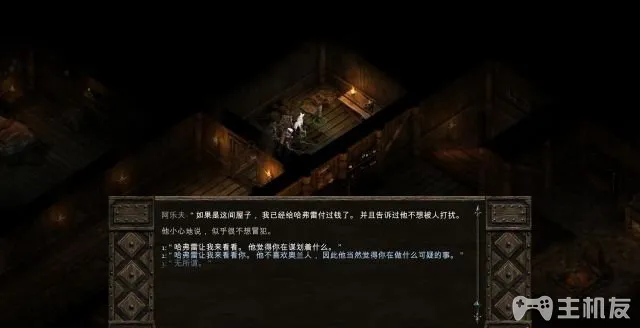 阿乐夫 "如果是这间屋子，我已经给哈弗雷付过钱了。并且告诉过他不想被人打扰。
他小心地说，似乎很不想冒犯。
1: "哈弗雷让我来看看。他觉得你在谋划着什么。"
2: "哈弗雷让我来看看你。他不喜欢奥兰人，因此他当然觉得你在做什么可疑的事。"
3: "无所谓。"
主机友